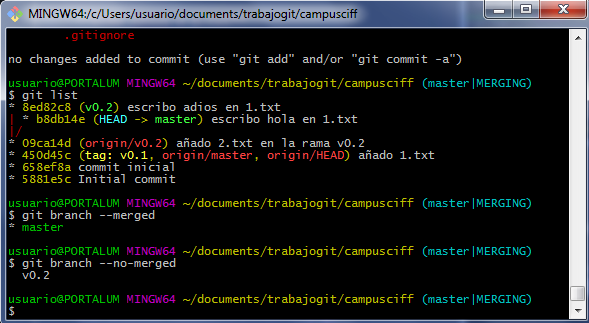 MINGW64:/c/Users/usuario/documents/trabajogit/campusciff
.gitignore
no changes added to commit (use "git add" and/or "git commit -a")
usuario@PORTALUM MINGW64 ~/documents/trabajogit/campusciff (master|MERGING)
$ git list
* 8ed82c8 (v0.2) escribo adios en 1.txt
| * b8db14e (HEAD -> master) escribo hola en 1.txt
|/
* 09ca14d (origin/v0.2) añado 2.txt en la rama v0.2
* 450d45c (tag: v0.1, origin/master, origin/HEAD) añado 1.txt
* 658ef8a commit inicial
* 5881e5c Initial commit
usuario@PORTALUM MINGW64 ~/documents/trabajogit/campusciff (master|MERGING)
$ git branch --merged
* master
usuario@PORTALUM MINGW64 ~/documents/trabajogit/campusciff (master|MERGING)
$ git branch --no-merged
v0.2
usuario@PORTALUM MINGW64 ~/documents/trabajogit/campusciff (master|MERGING)
$